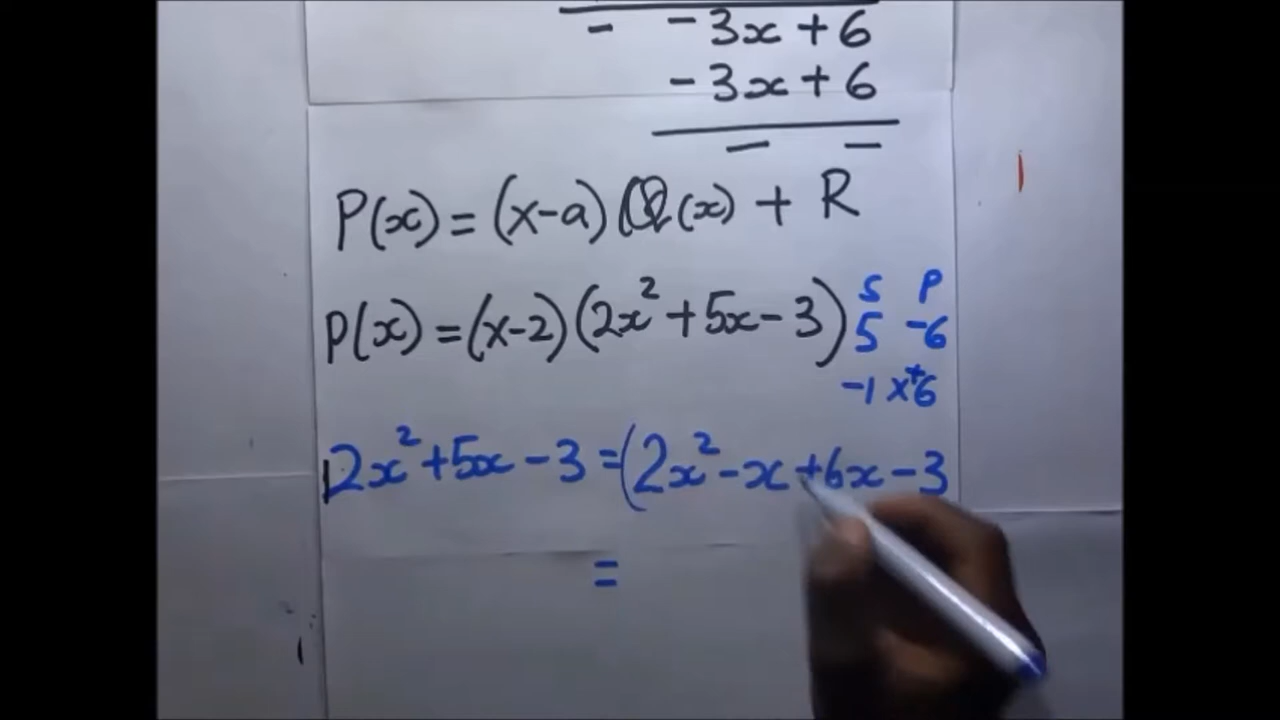 - -3x + 6
-3x + 6
- -
P(x) = (x-a) Q(x) + R
P(x) = (x-2)(2x² + 5x - 3)
S P
5 -6
-1 x +6
2x² + 5x - 3 = (2x² - x + 6x - 3
=